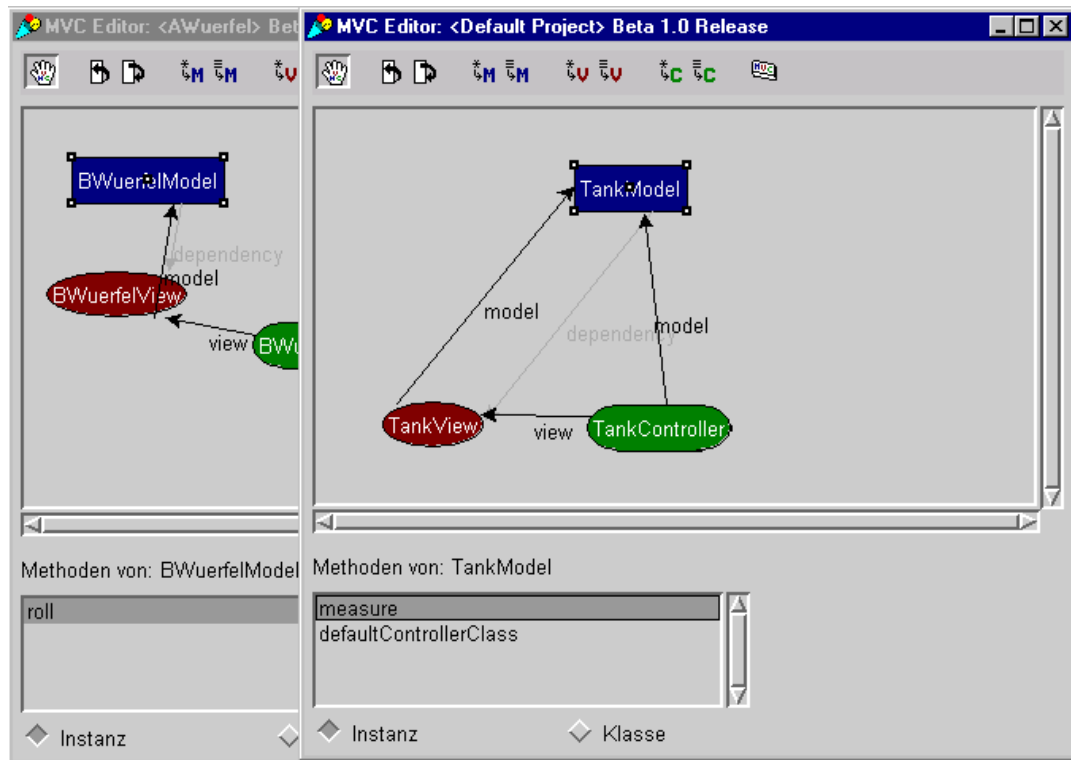 MVC Editor: <AWuerfel> Bet
M M V
BWuerfelModel
dependency
model
BWuerfelView
view BWu
Methoden von: BWuerfelModel
roll
Instanz
MVC Editor: <Default Project> Beta 1.0 Release
M M V V C C
TankModel
model
dependency
model
TankView
view
TankController
Methoden von: TankModel
measure
defaultControllerClass
Instanz Klasse